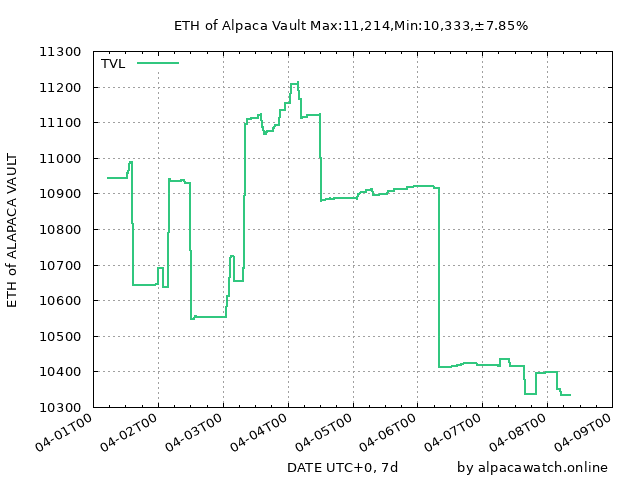 ETH of Alpaca Vault Max:11,214,Min:10,333,±7.85%
TVL
11300
11200
11100
11000
10900
10800
10700
10600
10500
10400
10300
ETH of ALAPACA VAULT
04-01T00
04-02T00
04-03T00
04-04T00
04-05T00
04-06T00
04-07T00
04-08T00
04-09T00
DATE UTC+0, 7d
by alpacawatch.online